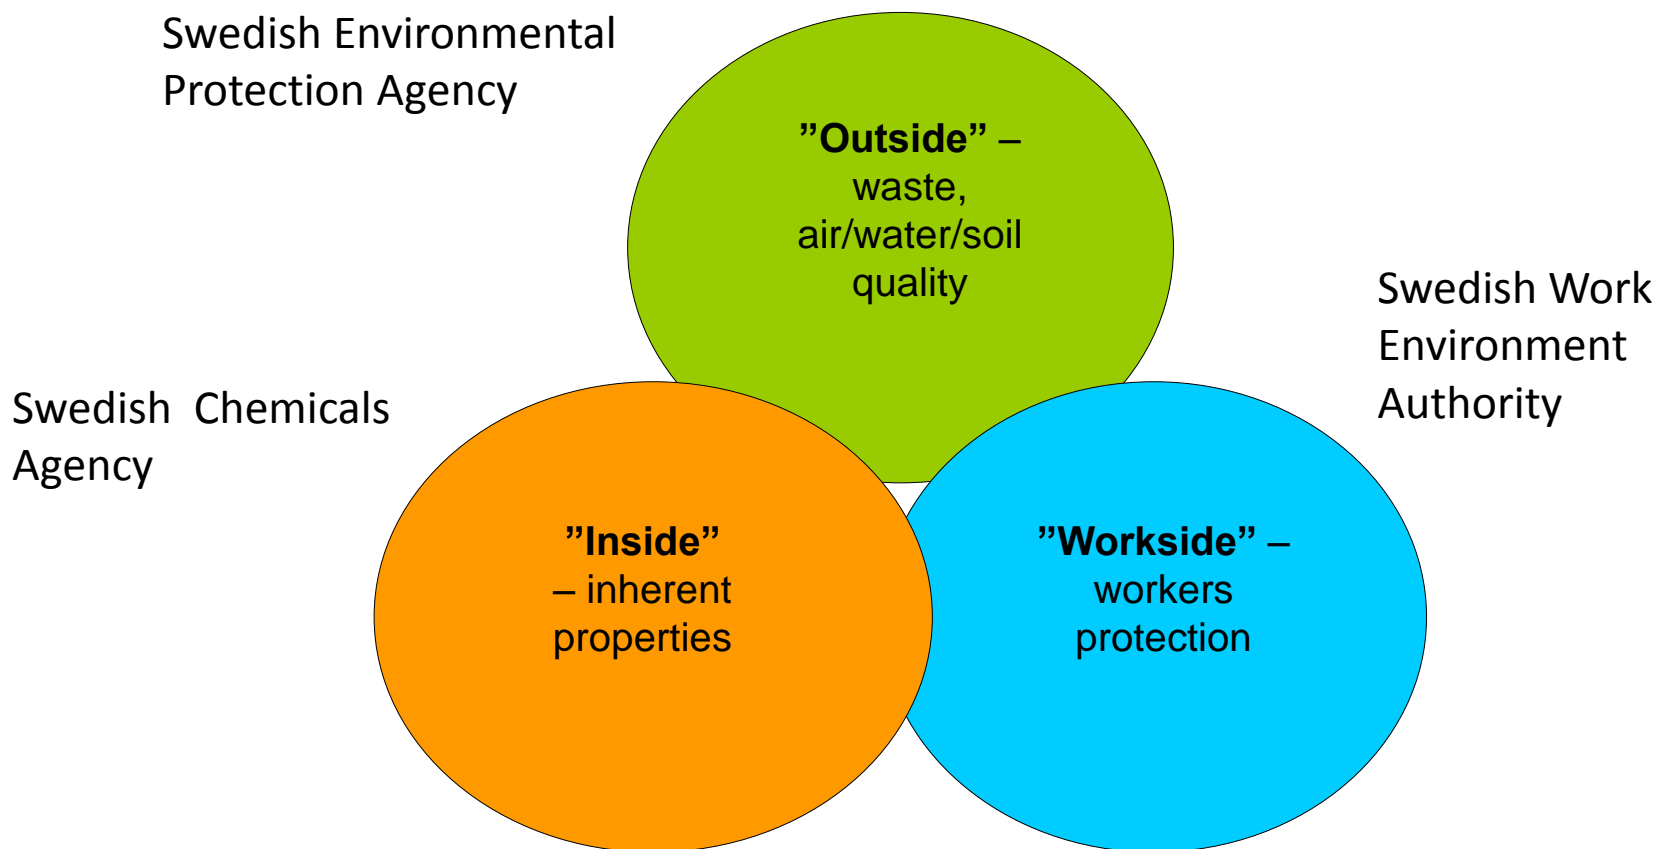 Swedish Environmental
Protection Agency
”Outside” –
waste,
air/water/soil
quality
Swedish Work
Environment
Authority
Swedish  Chemicals
Agency
”Inside”
– inherent
properties
”Workside” –
workers
protection